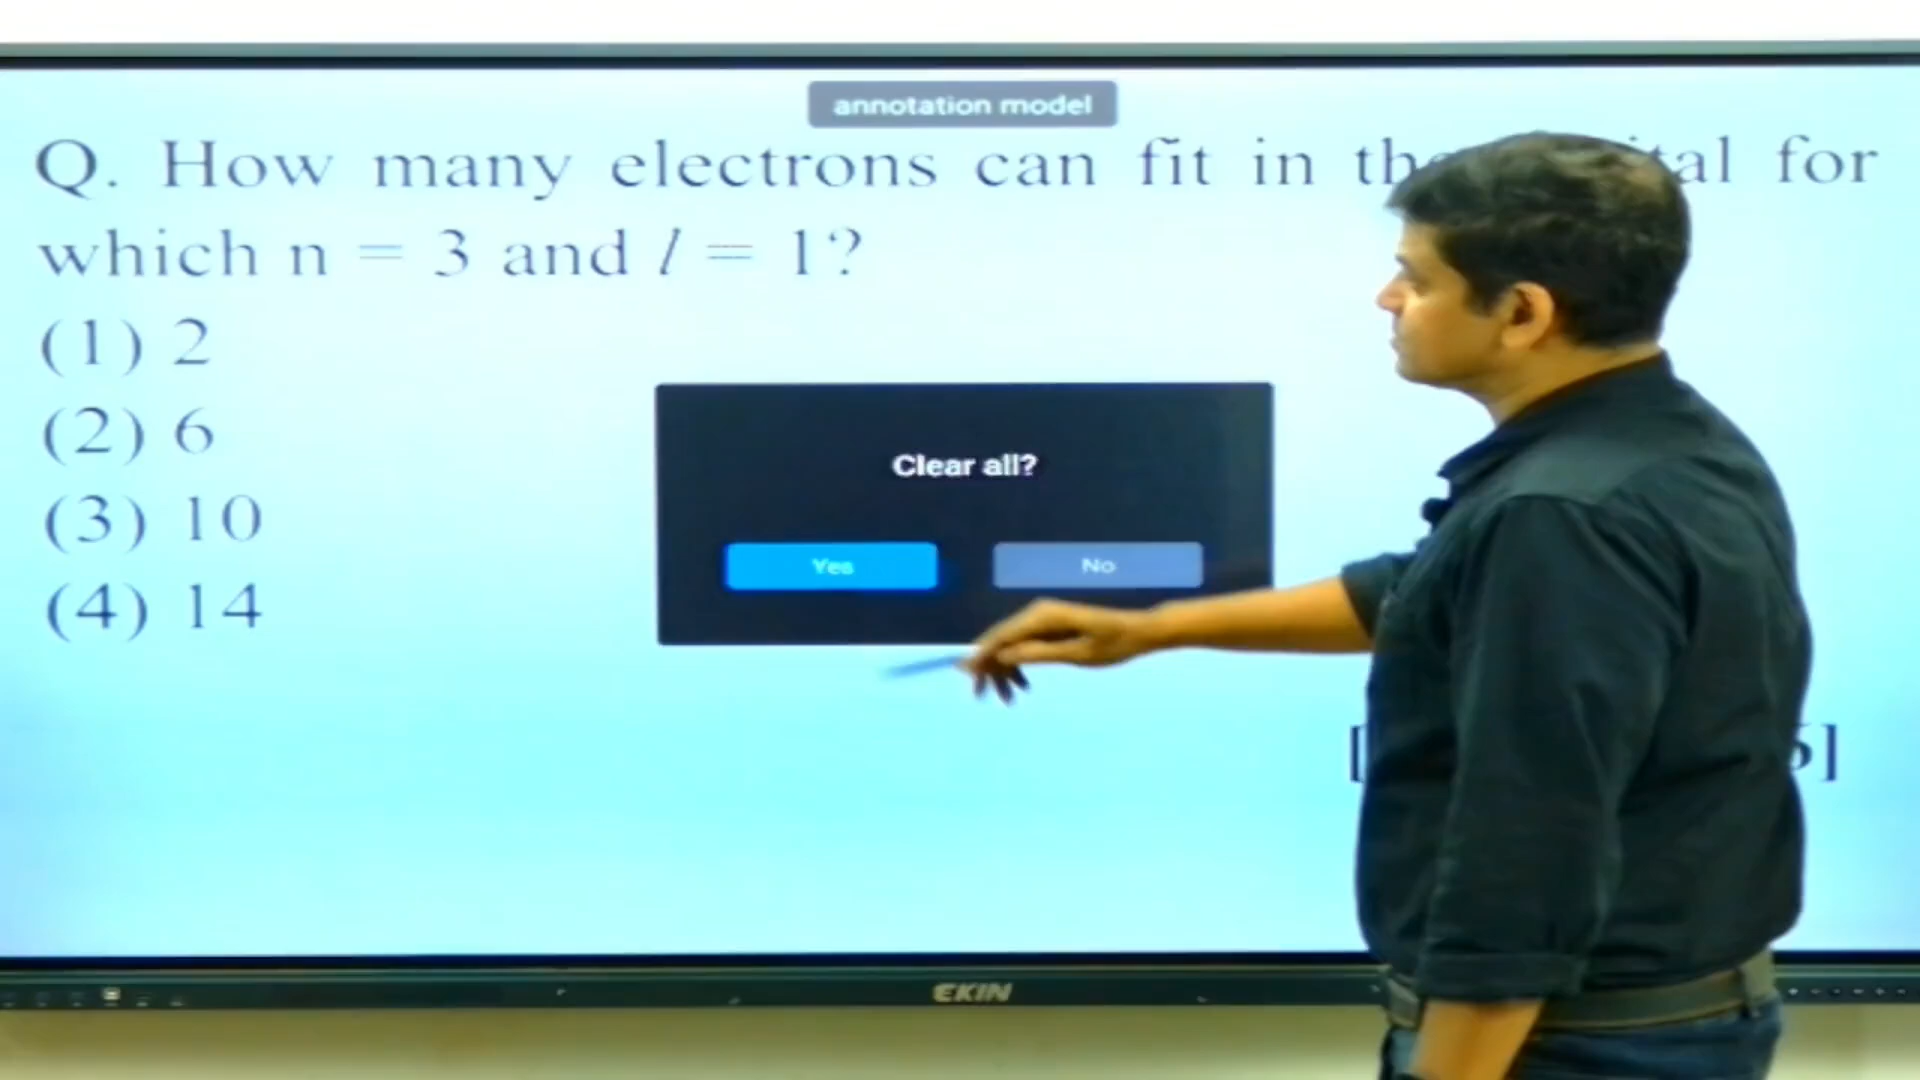 annotation model
Q. How many electrons can fit in for
which n = 3 and l = 1?
(1) 2
(2) 6
(3) 10
(4) 14
Clear all?
Yes No
EKIN